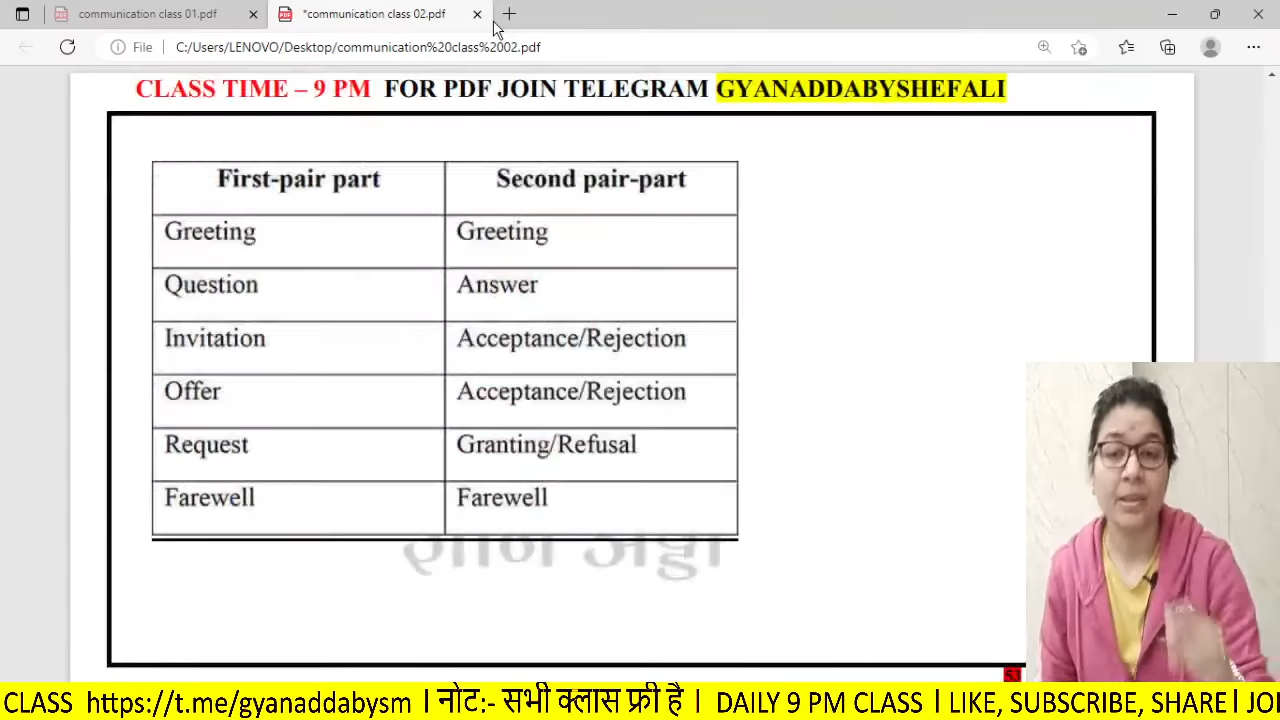 communication class 01.pdf
*communication class 02.pdf
File
C:/Users/LENOVO/Desktop/communication%20class%2002.pdf
CLASS TIME – 9 PM FOR PDF JOIN TELEGRAM GYANADDABYSHEFALI
First-pair part Second pair-part
Greeting Greeting
Question Answer
Invitation Acceptance/Rejection
Offer Acceptance/Rejection
Request Granting/Refusal
Farewell Farewell
ज्ञान अड्डा
CLASS https://t.me/gyanaddabysm । नोट:- सभी क्लास फ्री है । DAILY 9 PM CLASS । LIKE, SUBSCRIBE, SHARE । JOI